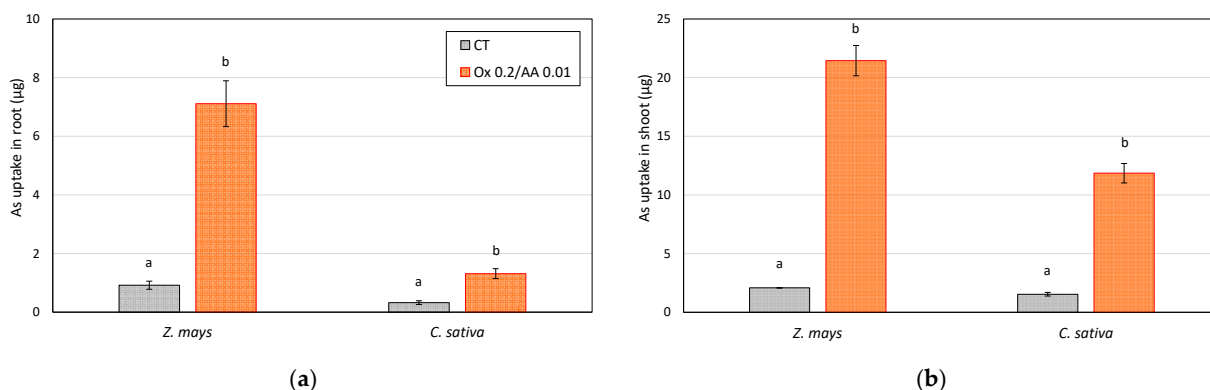 As uptake in root (µg)
10
8
6
4
2
0
CT
Ox 0.2/AA 0.01
a
b
a
b
Z. mays
C. sativa
(a)
As uptake in shoot (µg)
25
20
15
10
5
0
a
b
a
b
Z. mays
C. sativa
(b)